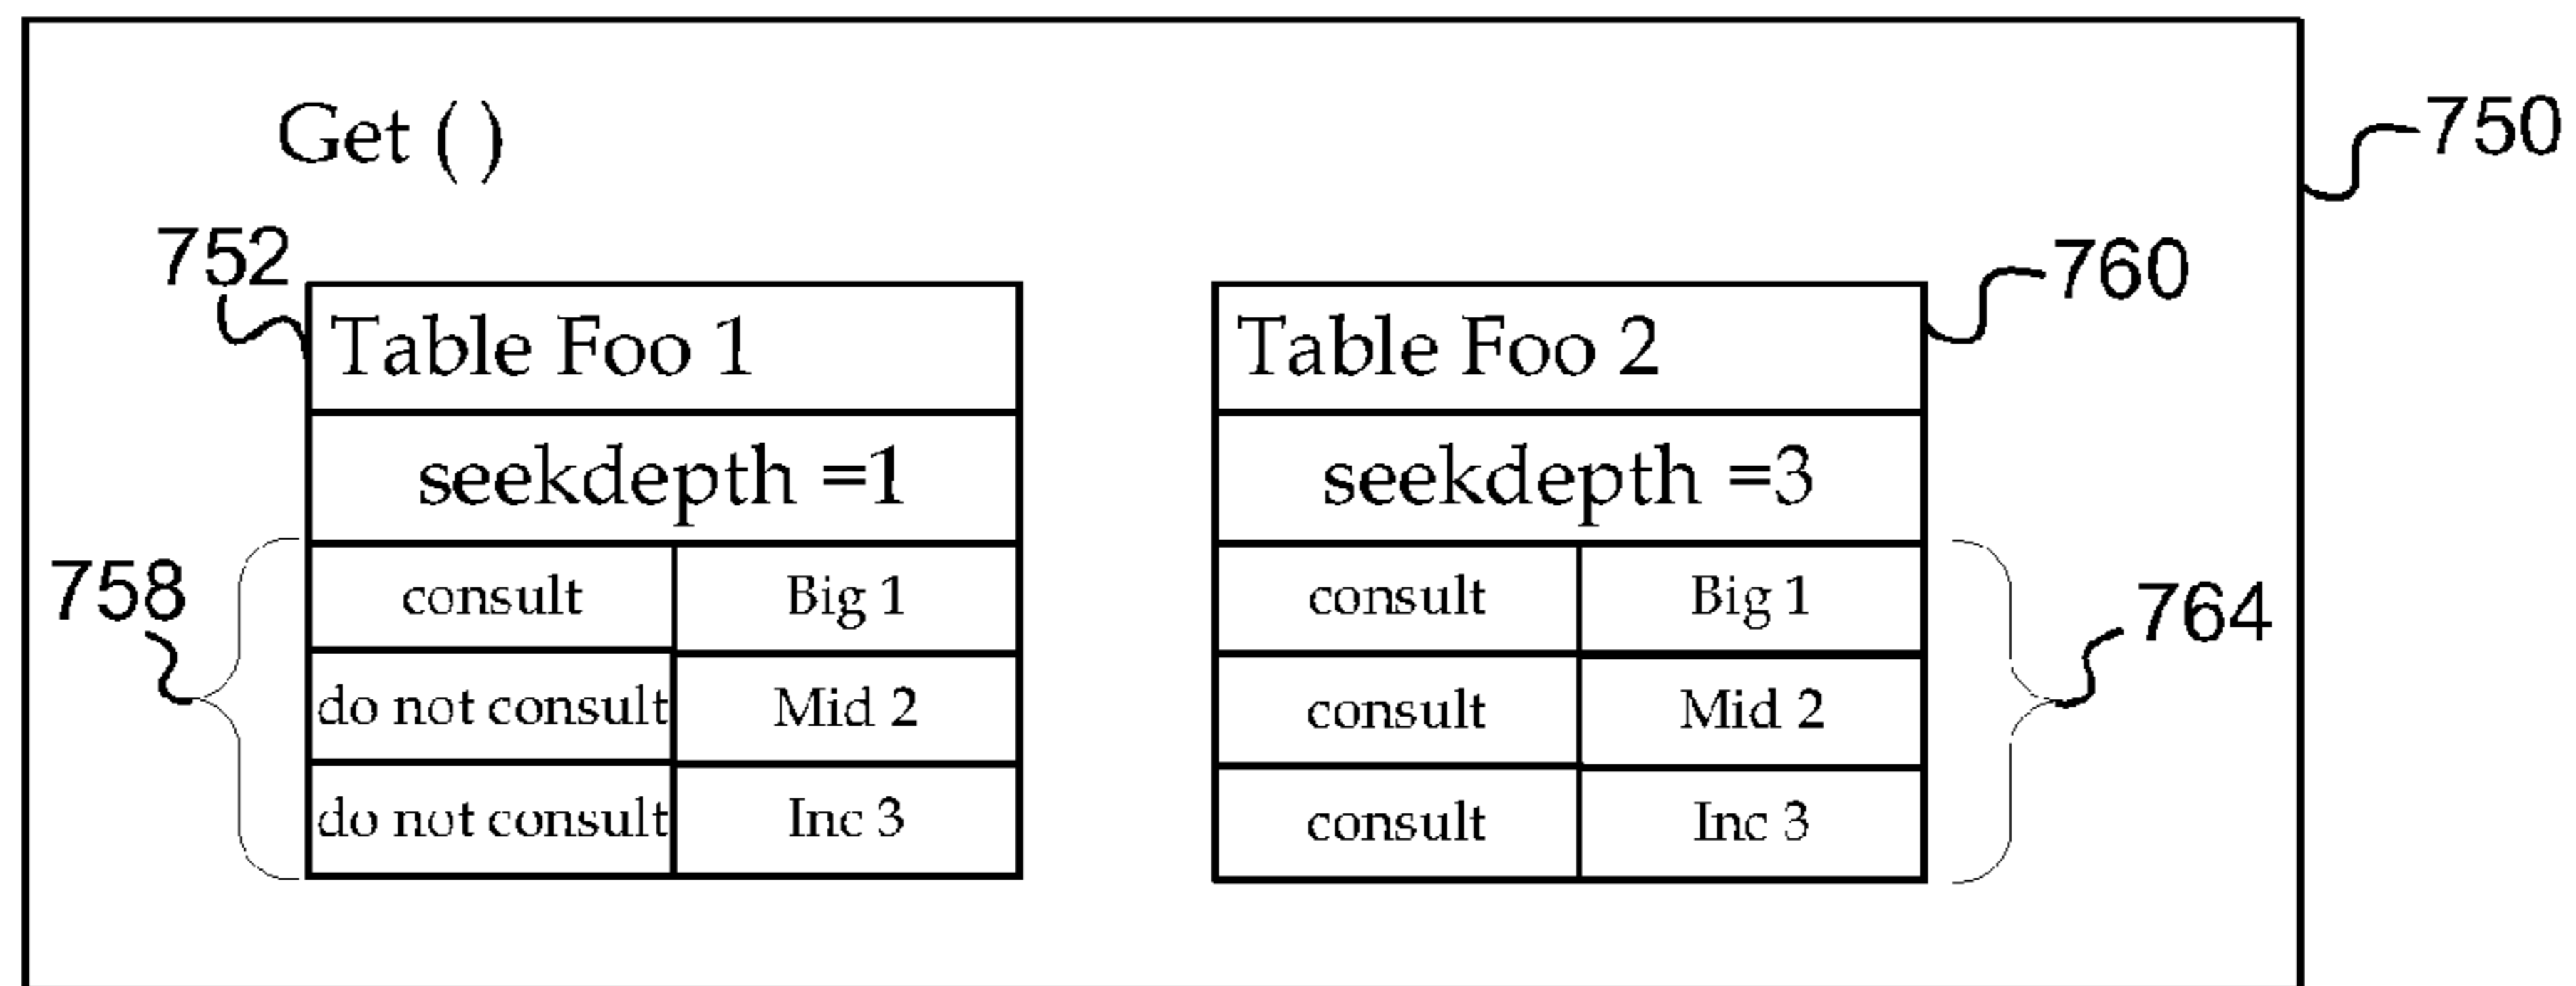 Get ( )
750
752
760
Table Foo 1
Table Foo 2
seekdepth =1
seekdepth =3
758
consult Big 1
do not consult Mid 2
do not consult Inc 3
consult Big 1
consult Mid 2
consult Inc 3
764